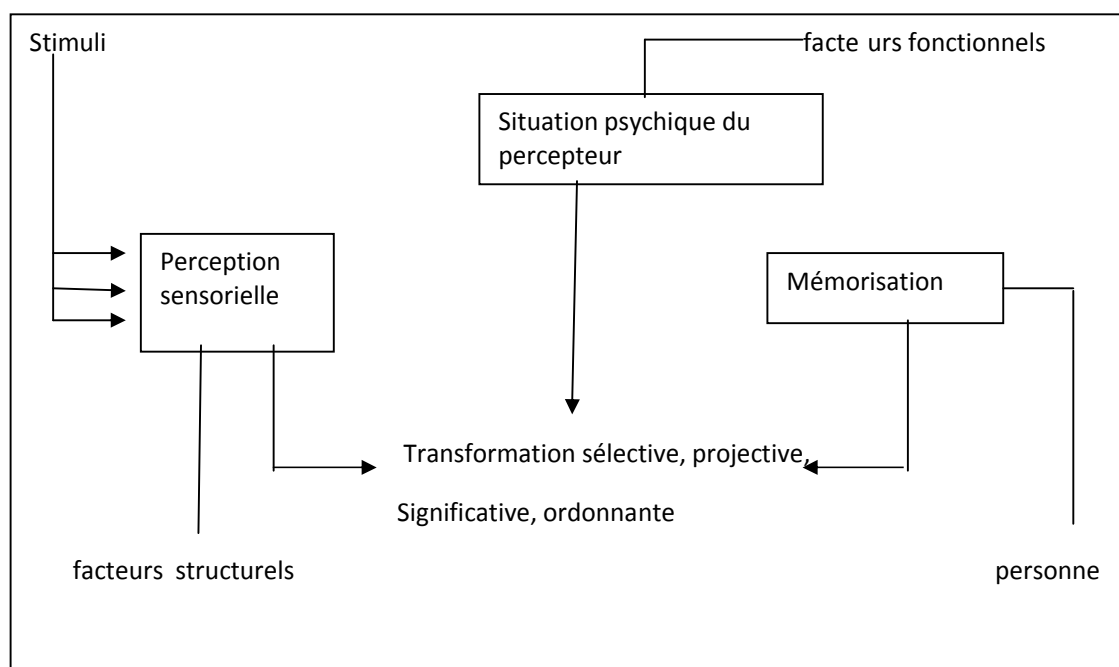 Stimuli
facte urs fonctionnels
Situation psychique du
percepteur
Perception
sensorielle
Mémorisation
Transformation sélective, projective,
Significative, ordonnante
facteurs structurels
personne